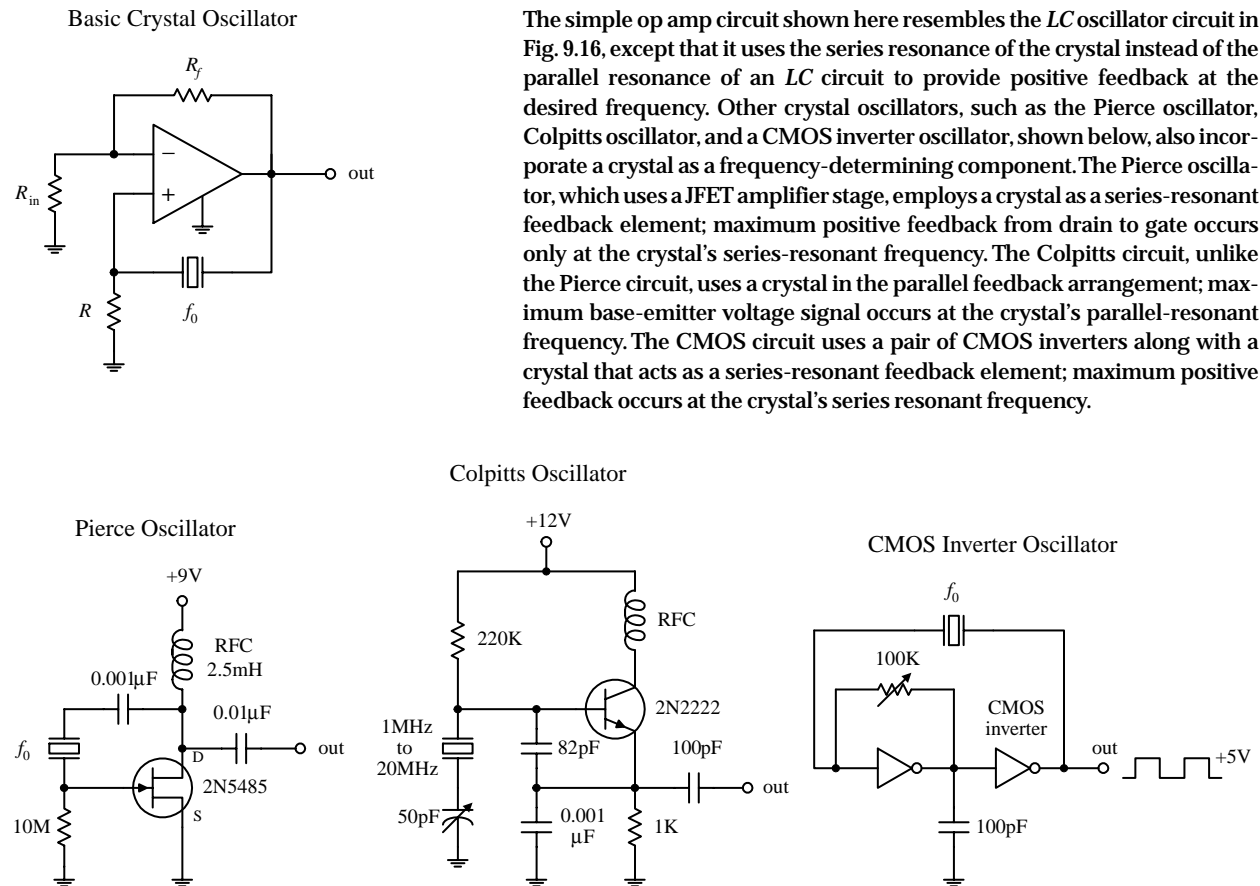 Basic Crystal Oscillator
R_f
−
+
out
R_in
R
f_0
The simple op amp circuit shown here resembles the LC oscillator circuit in
Fig. 9.16, except that it uses the series resonance of the crystal instead of the
parallel resonance of an LC circuit to provide positive feedback at the
desired frequency. Other crystal oscillators, such as the Pierce oscillator,
Colpitts oscillator, and a CMOS inverter oscillator, shown below, also incor-
porate a crystal as a frequency-determining component. The Pierce oscilla-
tor, which uses a JFET amplifier stage, employs a crystal as a series-resonant
feedback element; maximum positive feedback from drain to gate occurs
only at the crystal's series-resonant frequency. The Colpitts circuit, unlike
the Pierce circuit, uses a crystal in the parallel feedback arrangement; max-
imum base-emitter voltage signal occurs at the crystal's parallel-resonant
frequency. The CMOS circuit uses a pair of CMOS inverters along with a
crystal that acts as a series-resonant feedback element; maximum positive
feedback occurs at the crystal's series resonant frequency.
Pierce Oscillator
+9V
RFC
2.5mH
0.001µF
0.01µF
f_0
D
out
2N5485
S
10M
Colpitts Oscillator
+12V
220K
RFC
2N2222
1MHz
to
20MHz
82pF
100pF
out
50pF
0.001
µF
1K
CMOS Inverter Oscillator
f_0
100K
CMOS
inverter
out
+5V
100pF